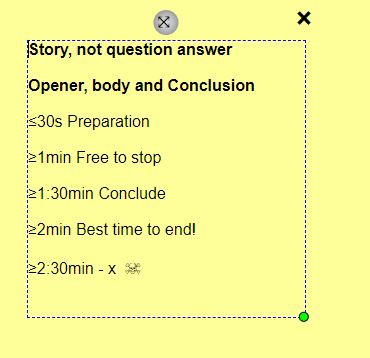 Story, not question answer
Opener, body and Conclusion
≤30s Preparation
≥1min Free to stop
≥1:30min Conclude
≥2min Best time to end!
≥2:30min - x ☠